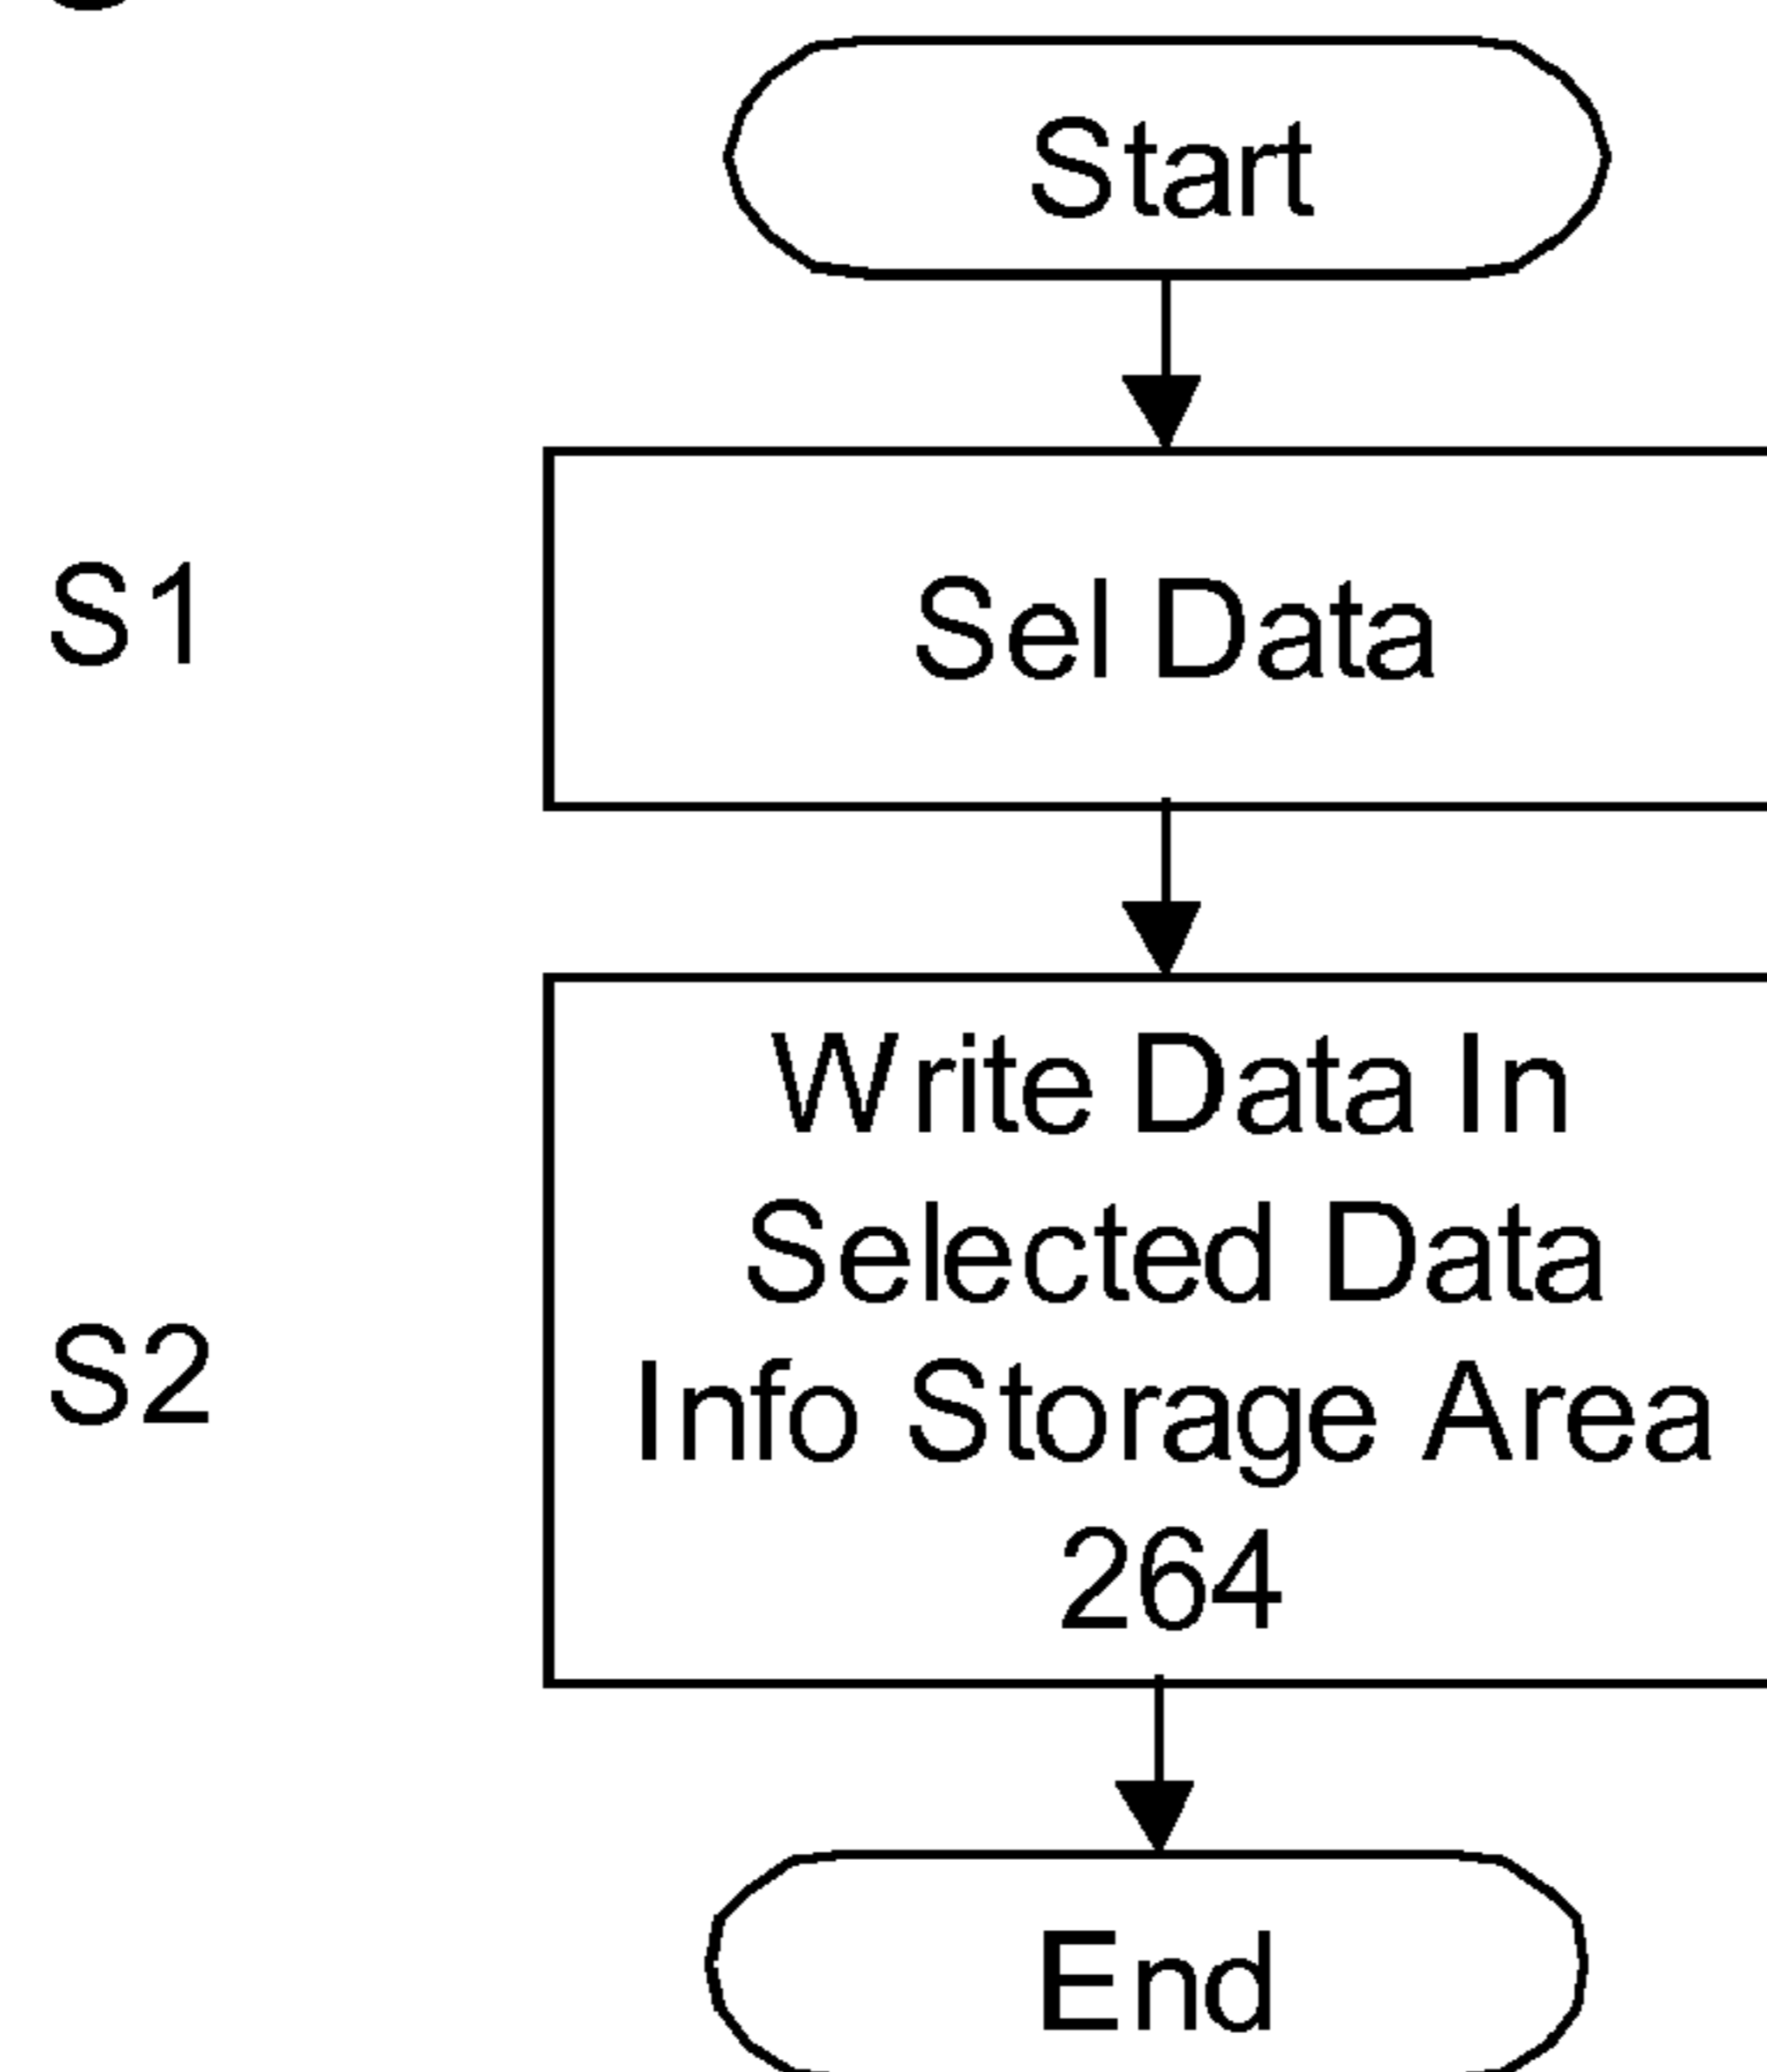 Start
S1
Sel Data
Write Data In
Selected Data
S2
Info Storage Area
264
End